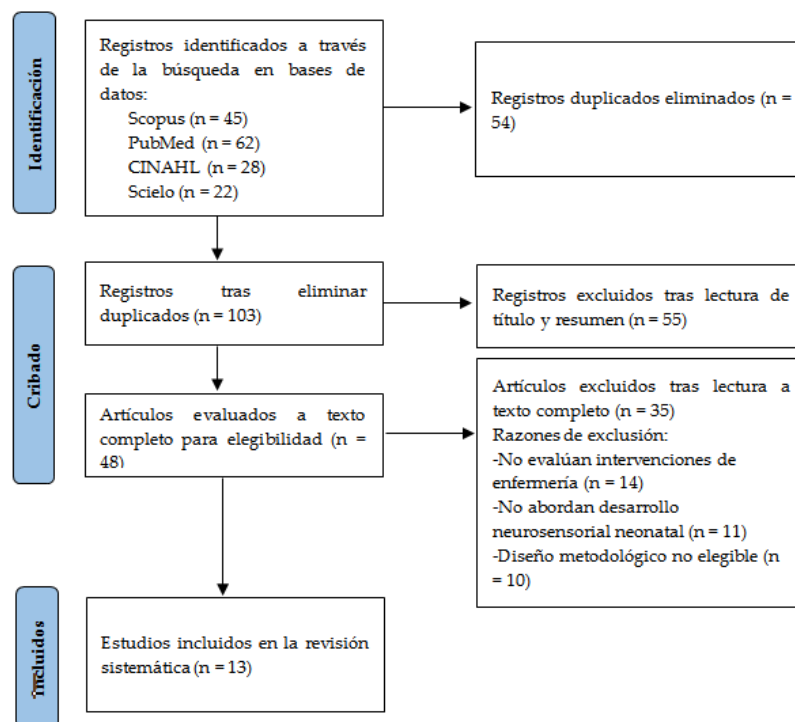 Identificación
Registros identificados a través
de la búsqueda en bases de
datos:
Scopus (n = 45)
PubMed (n = 62)
CINAHL (n = 28)
Scielo (n = 22)
Registros duplicados eliminados (n =
54)
Cribado
Registros tras eliminar
duplicados (n = 103)
Registros excluidos tras lectura de
título y resumen (n = 55)
Artículos evaluados a texto
completo para elegibilidad (n =
48)
Artículos excluidos tras lectura a
texto completo (n = 35)
Razones de exclusión:
-No evalúan intervenciones de
enfermería (n = 14)
-No abordan desarrollo
neurosensorial neonatal (n = 11)
-Diseño metodológico no elegible (n
= 10)
Incluidos
Estudios incluidos en la revisión
sistemática (n = 13)